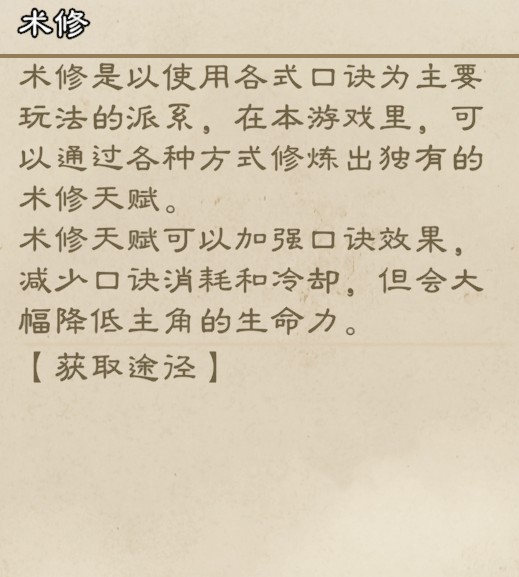 术修
术修是以使用各式口诀为主要
玩法的派系，在本游戏里，可
以通过各种方式修炼出独有的
术修天赋。
术修天赋可以加强口诀效果，
减少口诀消耗和冷却，但会大
幅降低主角的生命力。
【获取途径】